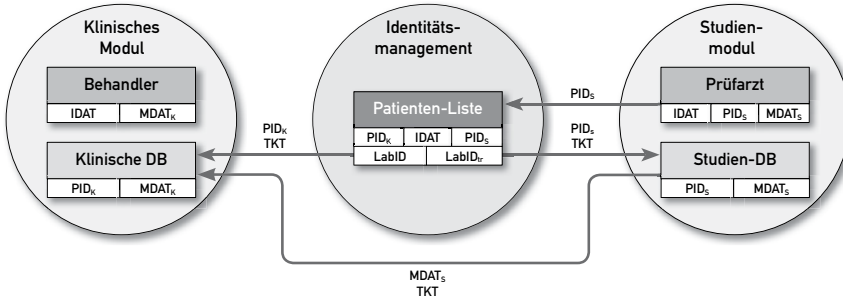 Klinisches
Modul
Behandler
IDAT
MDATK
Klinische DB
PIDK
MDATK
PIDK
TKT
Identitäts-
management
Patienten-Liste
PIDK
IDAT
PIDS
LabID
LabIDtr
PIDS
PIDS
TKT
Studien-
modul
Prüfarzt
IDAT
PIDS
MDATS
Studien-DB
PIDS
MDATS
MDATS
TKT